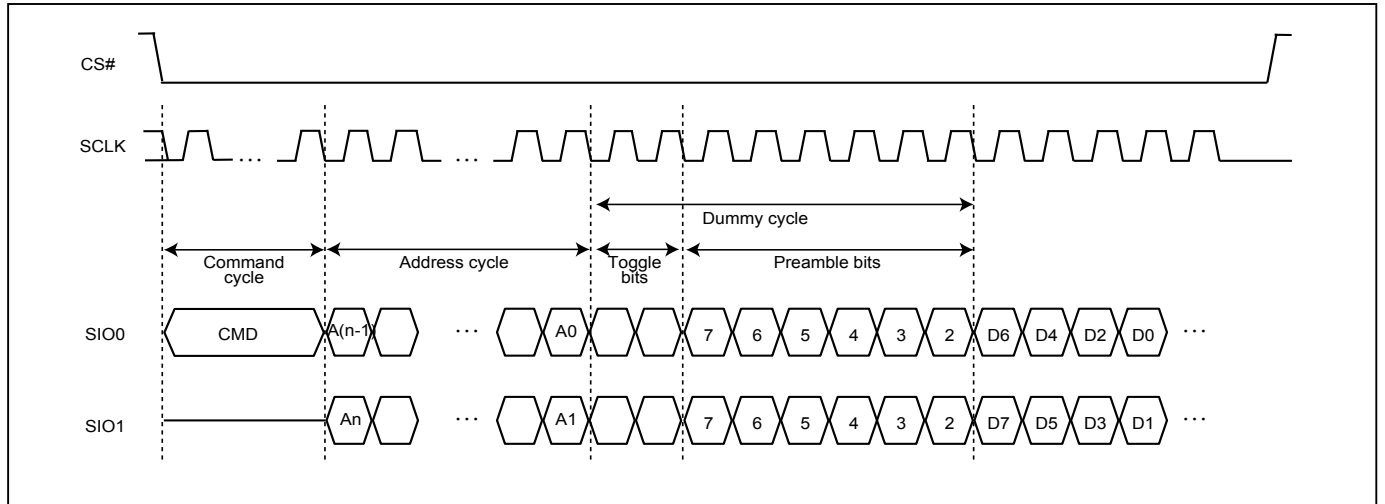 CS#
SCLK ... ...
Dummy cycle
Command cycle Address cycle Toggle bits Preamble bits
SIO0 CMD A(n-1) ... A0 7 6 5 4 3 2 D6 D4 D2 D0 ...
SIO1 An ... A1 7 6 5 4 3 2 D7 D5 D3 D1 ...